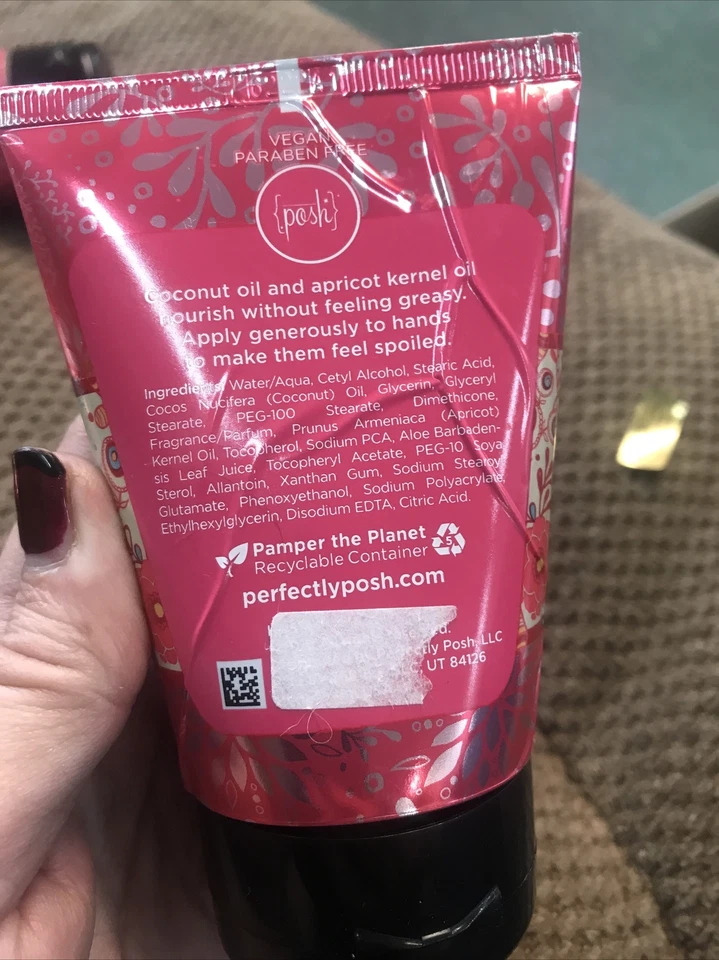 VEGAN
PARABEN FREE
{posh}
Coconut oil and apricot kernel oil
nourish without feeling greasy.
Apply generously to hands
to make them feel spoiled.
Ingredients: Water/Aqua, Cetyl Alcohol, Stearic Acid,
Cocos Nucifera (Coconut) Oil, Glycerin, Glyceryl
Stearate, PEG-100 Stearate, Dimethicone,
Fragrance/Parfum, Prunus Armeniaca (Apricot)
Kernel Oil, Tocopherol, Sodium PCA, Aloe Barbaden-
sis Leaf Juice, Tocopheryl Acetate, PEG-10 Soya
Sterol, Allantoin, Xanthan Gum, Sodium Stearoyl
Glutamate, Phenoxyethanol, Sodium Polyacrylate,
Ethylhexylglycerin, Disodium EDTA, Citric Acid.
Pamper the Planet
Recyclable Container
5
perfectlyposh.com
Posh, LLC
UT 84126